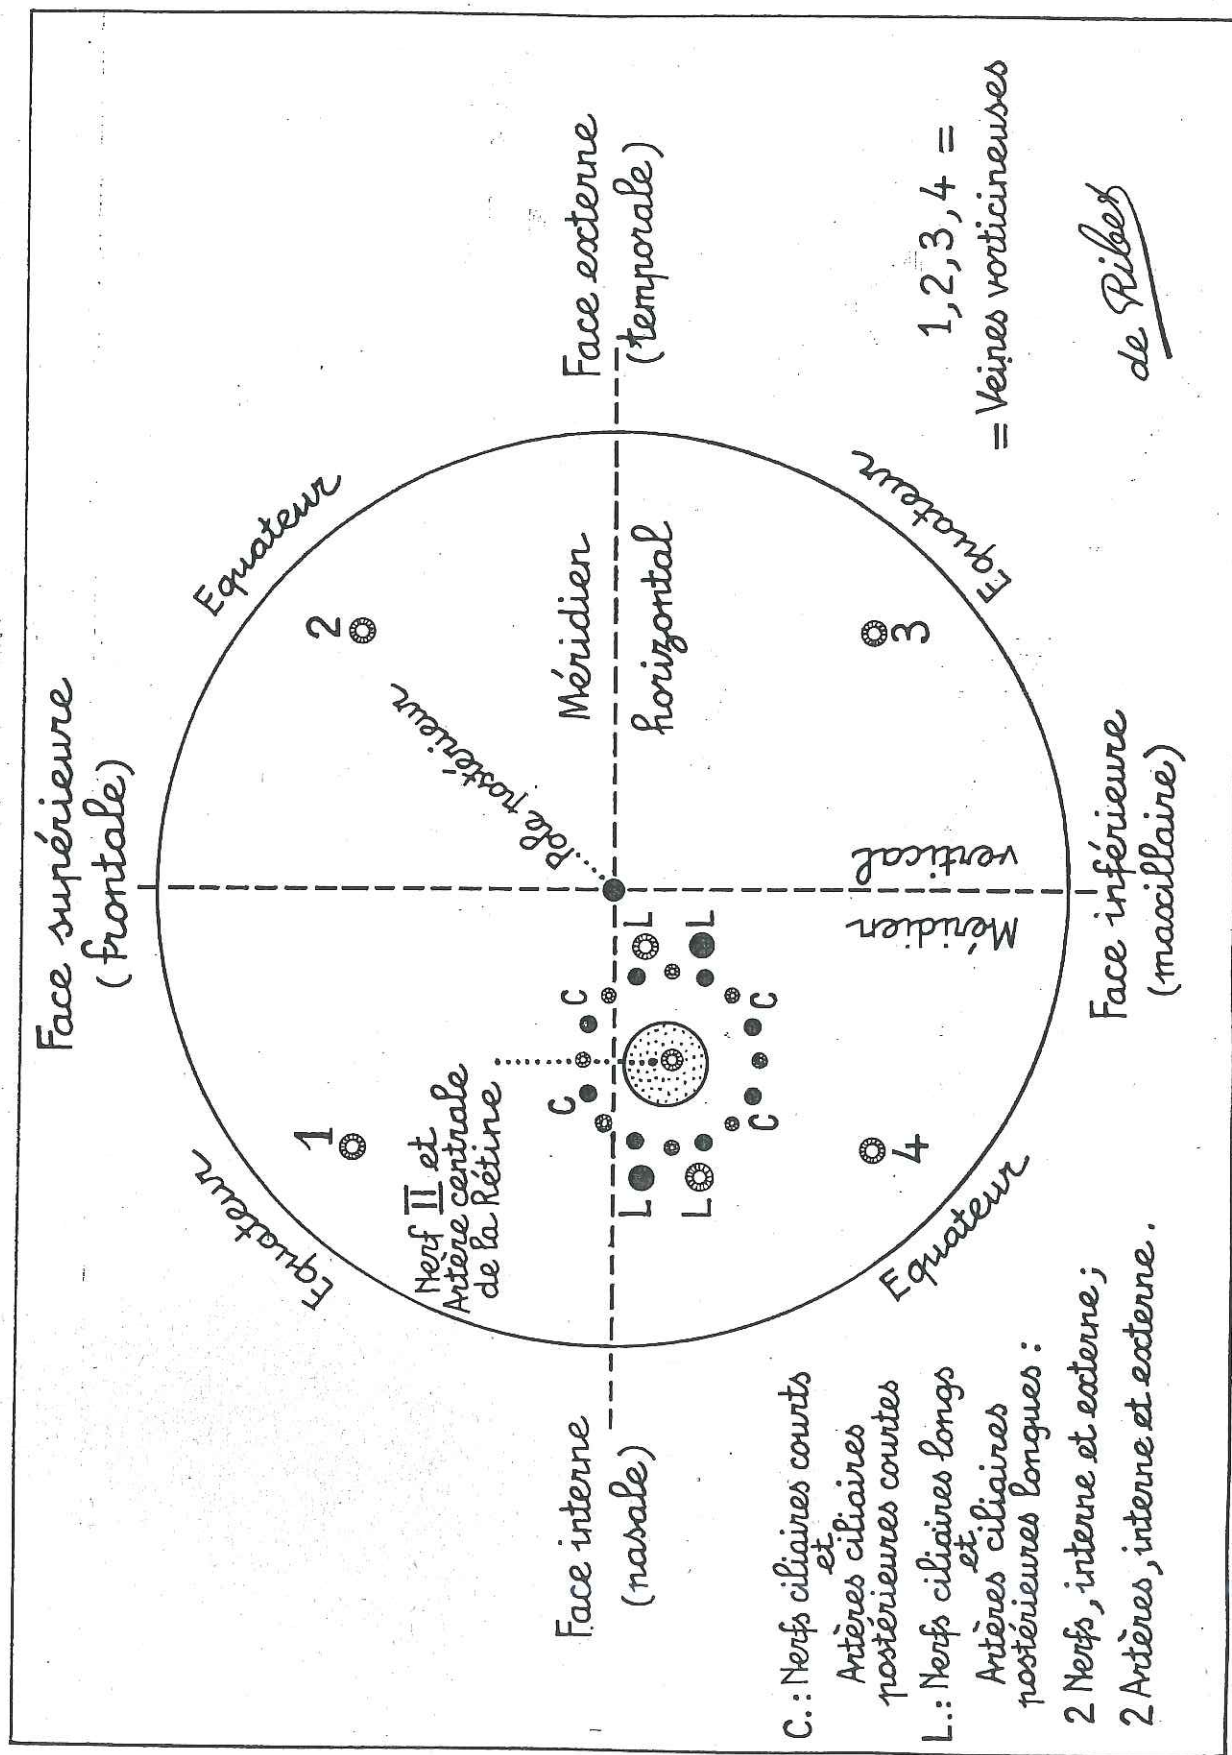 Face supérieure
(frontale)
Equateur
Equateur
1
2
Nerf II et
Artère centrale
de la Rétine
Pôle postérieur
C
C
Face interne
(nasale)
Méridien
horizontal
Face externe
(temporale)
L
L
L
L
C
C
Méridien
vertical
4
3
Equateur
Equateur
Face inférieure
(maxillaire)
C.: Nerfs ciliaires courts
et
Artères ciliaires
postérieures courtes
L.: Nerfs ciliaires longs
et
Artères ciliaires
postérieures longues :
2 Nerfs, interne et externe ;
2 Artères, interne et externe.
1, 2, 3, 4 =
= Veines vorticineuses
de Ribet